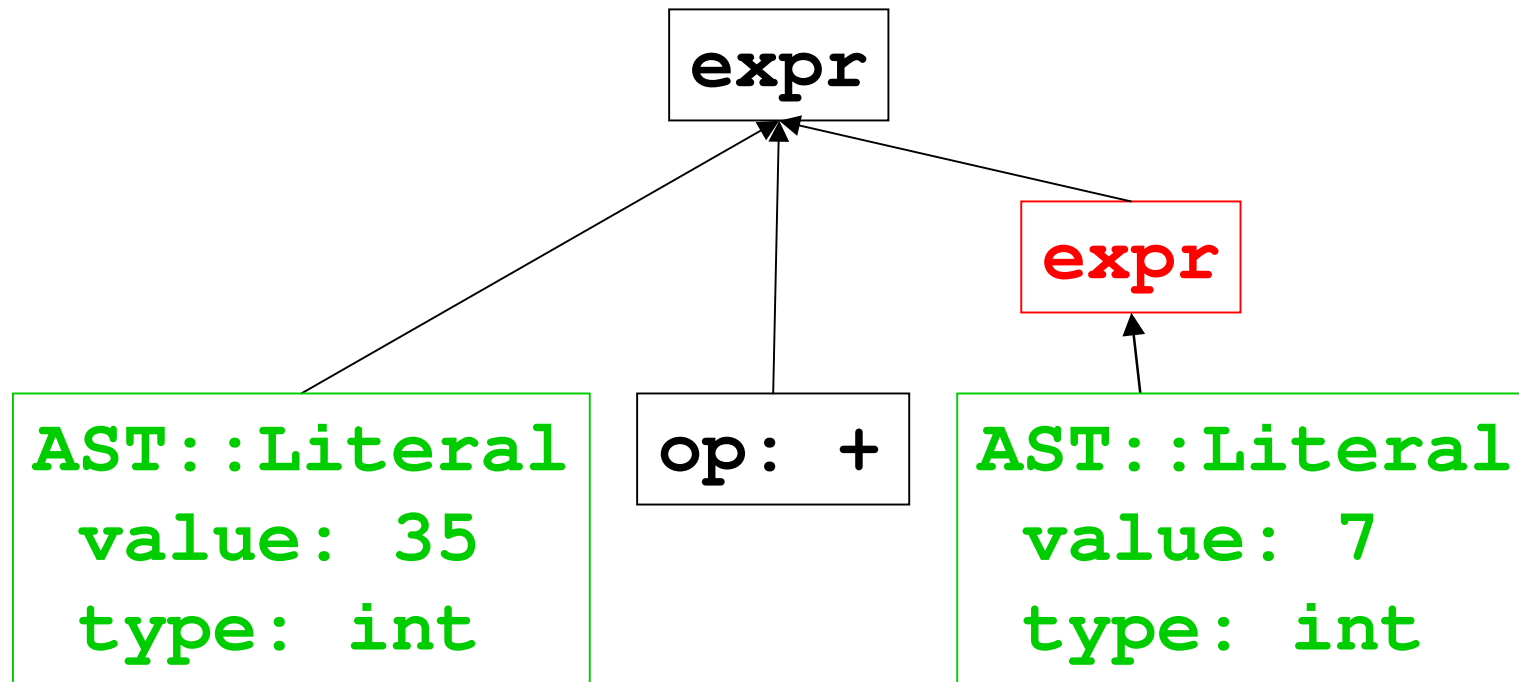 expr
expr
AST::Literal
value: 35
type: int
op: +
AST::Literal
value: 7
type: int